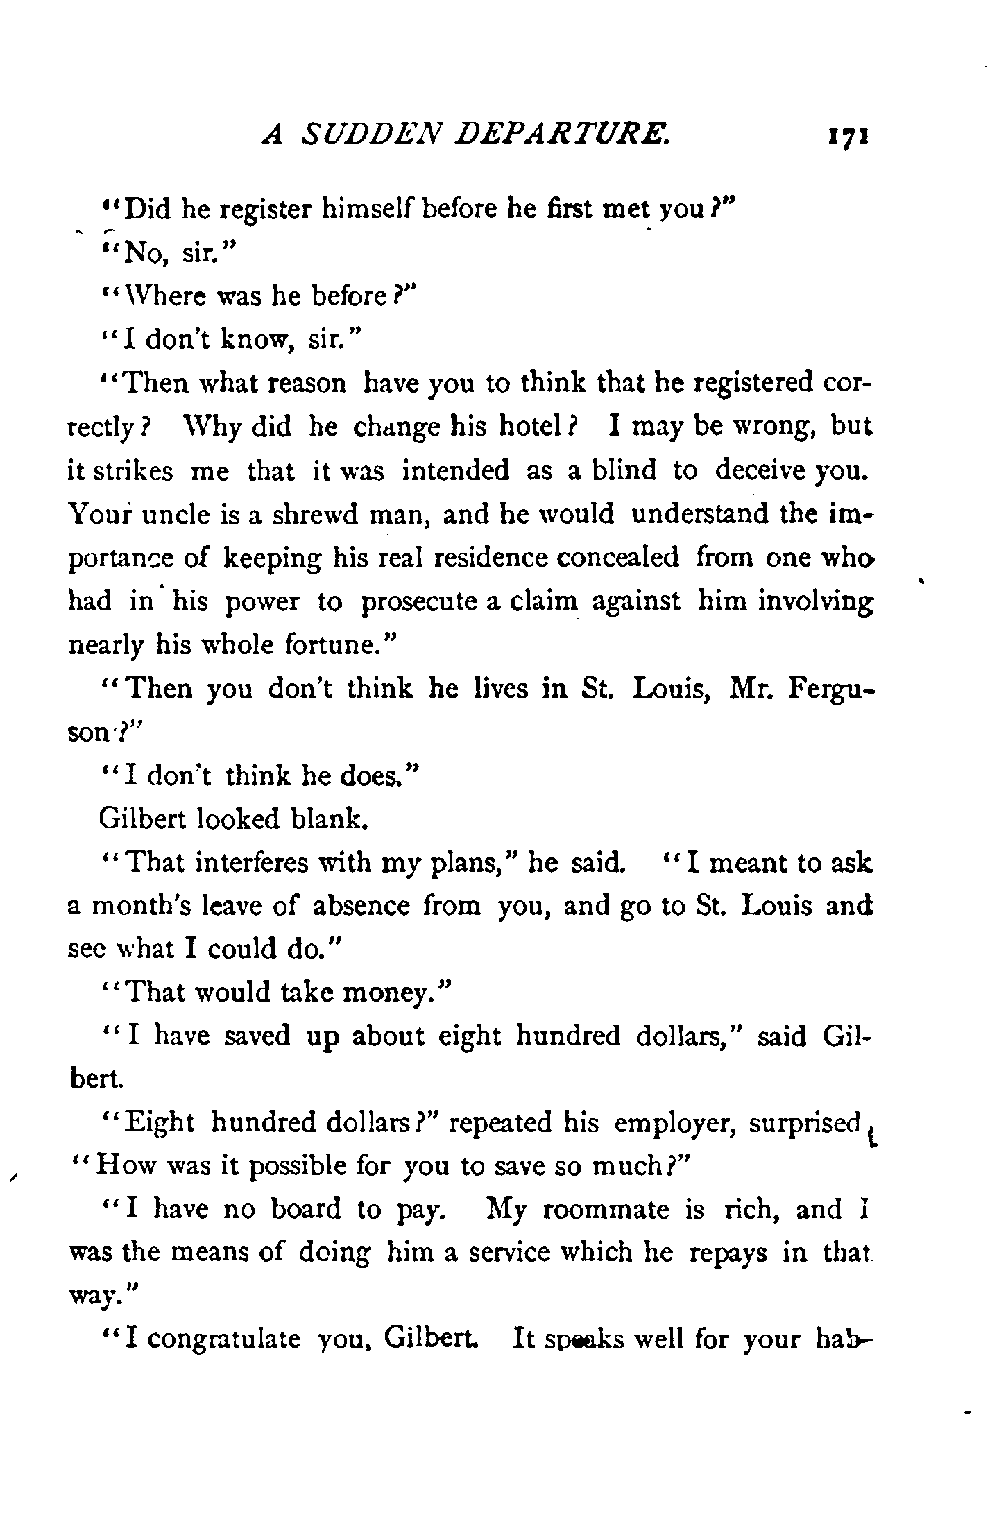 A SUDDEN DEPARTURE. 171
"Did he register himself before he first met you?"
"No, sir."
"Where was he before?"
"I don't know, sir."
"Then what reason have you to think that he registered cor-
rectly? Why did he change his hotel? I may be wrong, but
it strikes me that it was intended as a blind to deceive you.
Your uncle is a shrewd man, and he would understand the im-
portance of keeping his real residence concealed from one who
had in his power to prosecute a claim against him involving
nearly his whole fortune."
"Then you don't think he lives in St. Louis, Mr. Fergu-
son?"
"I don't think he does."
Gilbert looked blank.
"That interferes with my plans," he said. "I meant to ask
a month's leave of absence from you, and go to St. Louis and
see what I could do."
"That would take money."
"I have saved up about eight hundred dollars," said Gil-
bert.
"Eight hundred dollars?" repeated his employer, surprised.
"How was it possible for you to save so much?"
"I have no board to pay. My roommate is rich, and I
was the means of doing him a service which he repays in that
way."
"I congratulate you, Gilbert. It speaks well for your hab-